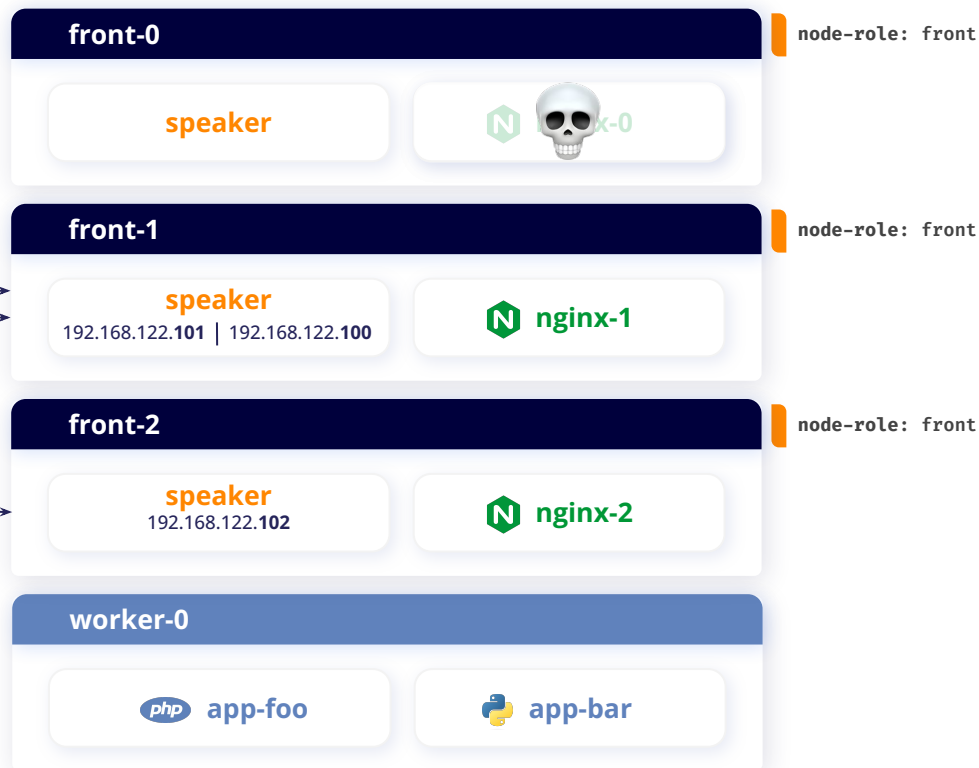 front-0
node-role: front
speaker
x-0
front-1
node-role: front
speaker
192.168.122.101 | 192.168.122.100
N nginx-1
front-2
node-role: front
speaker
192.168.122.102
N nginx-2
worker-0
php app-foo
app-bar